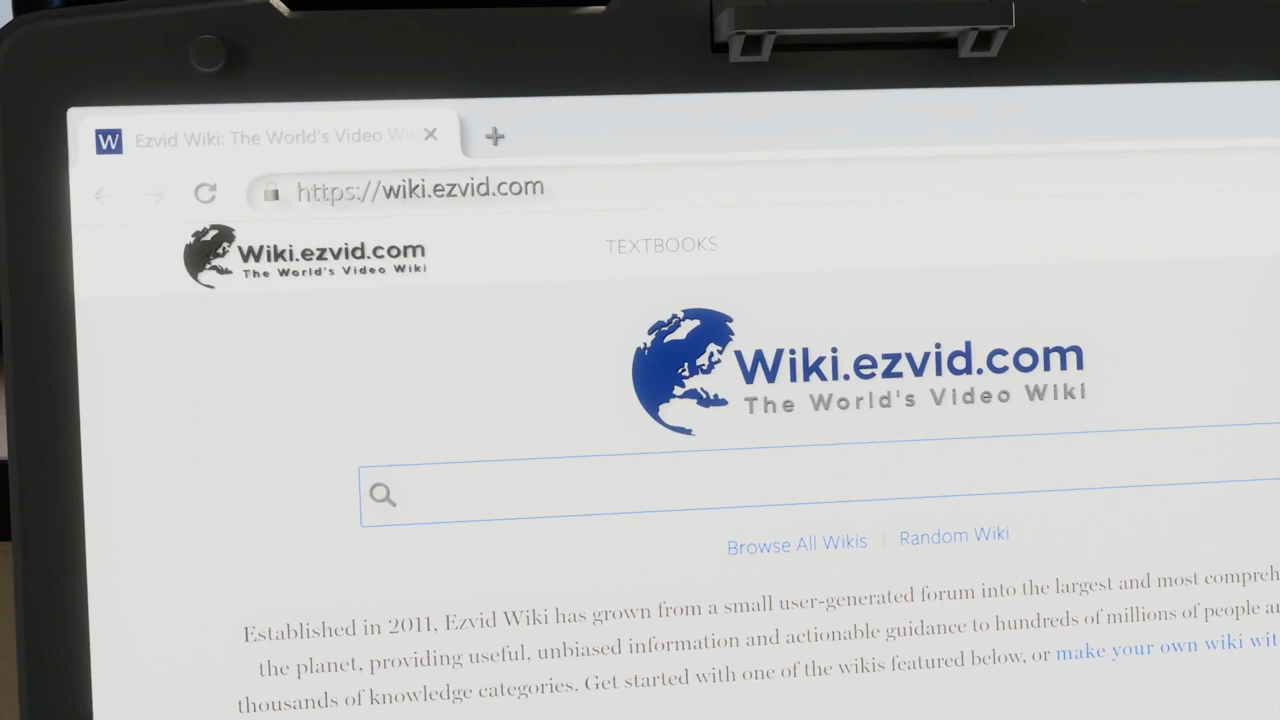 W Ezvid Wiki: The World's Video Wi
https://wiki.ezvid.com
Wiki.ezvid.com
The World's Video Wiki
TEXTBOOKS
Wiki.ezvid.com
The World's Video Wiki
Browse All Wikis | Random Wiki
Established in 2011, Ezvid Wiki has grown from a small user-generated forum into the largest and most compreh
the planet, providing useful, unbiased information and actionable guidance to hundreds of millions of people a
thousands of knowledge categories. Get started with one of the wikis featured below, or make your own wiki wit